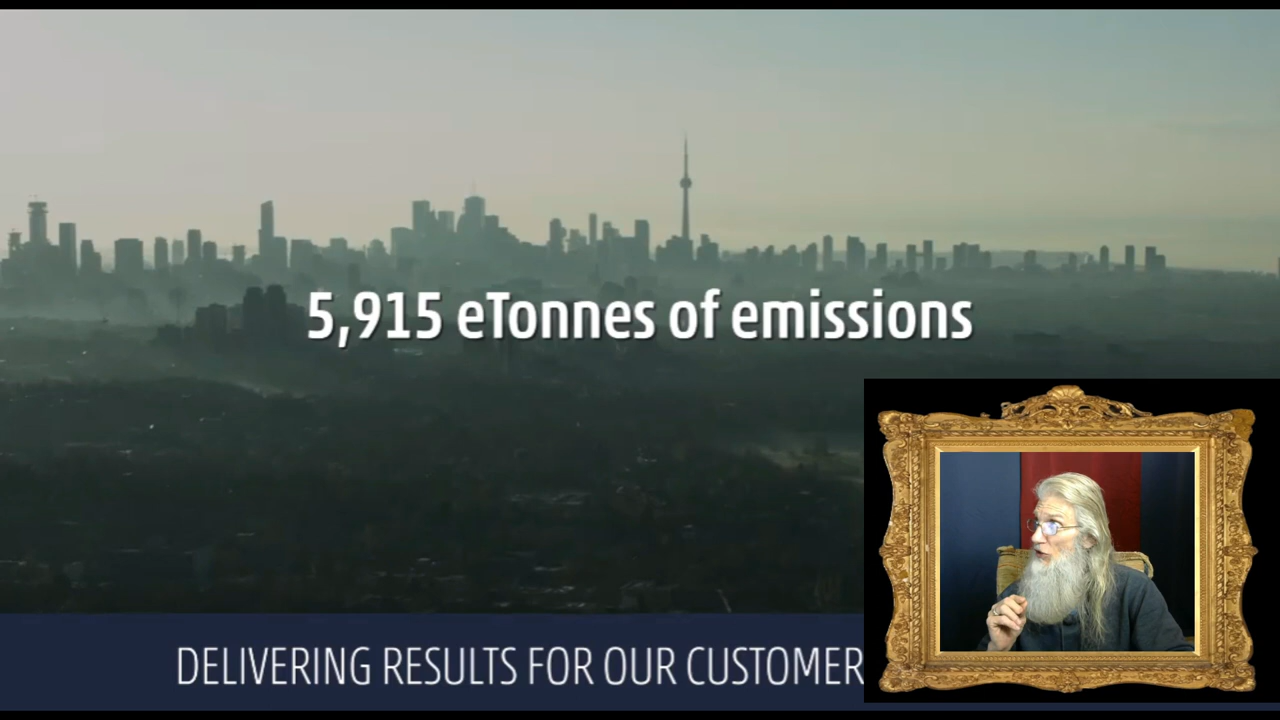 5,915 eTonnes of emissions
DELIVERING RESULTS FOR OUR CUSTOMER